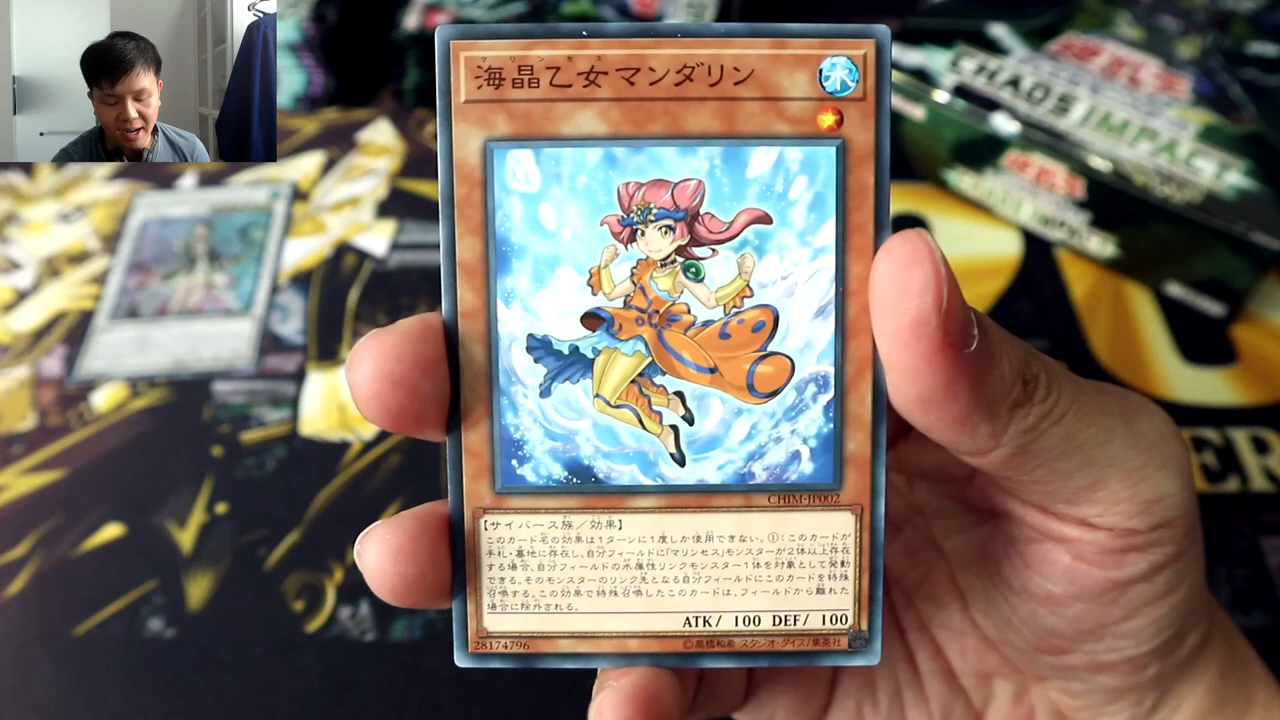 マリンセス
海晶乙女マンダリン
水
CHIM-JP002
【サイバース族／効果】
このカード名の効果は1ターンに1度しか使用できない。①：このカードが
手札・墓地に存在し、自分フィールドに「マリンセス」モンスターが2体以上存在
する場合、自分フィールドの水属性リンクモンスター1体を対象として発動
できる。そのモンスターのリンク先となる自分フィールドにこのカードを特殊
召喚する。この効果で特殊召喚したこのカードは、フィールドから離れた
場合に除外される。
ATK/ 100 DEF/ 100
28174796
©高橋和希 スタジオ・ダイス/集英社
遊戯王
CHAOS IMPACT
遊戯王
CHAOS IMPACT
ER